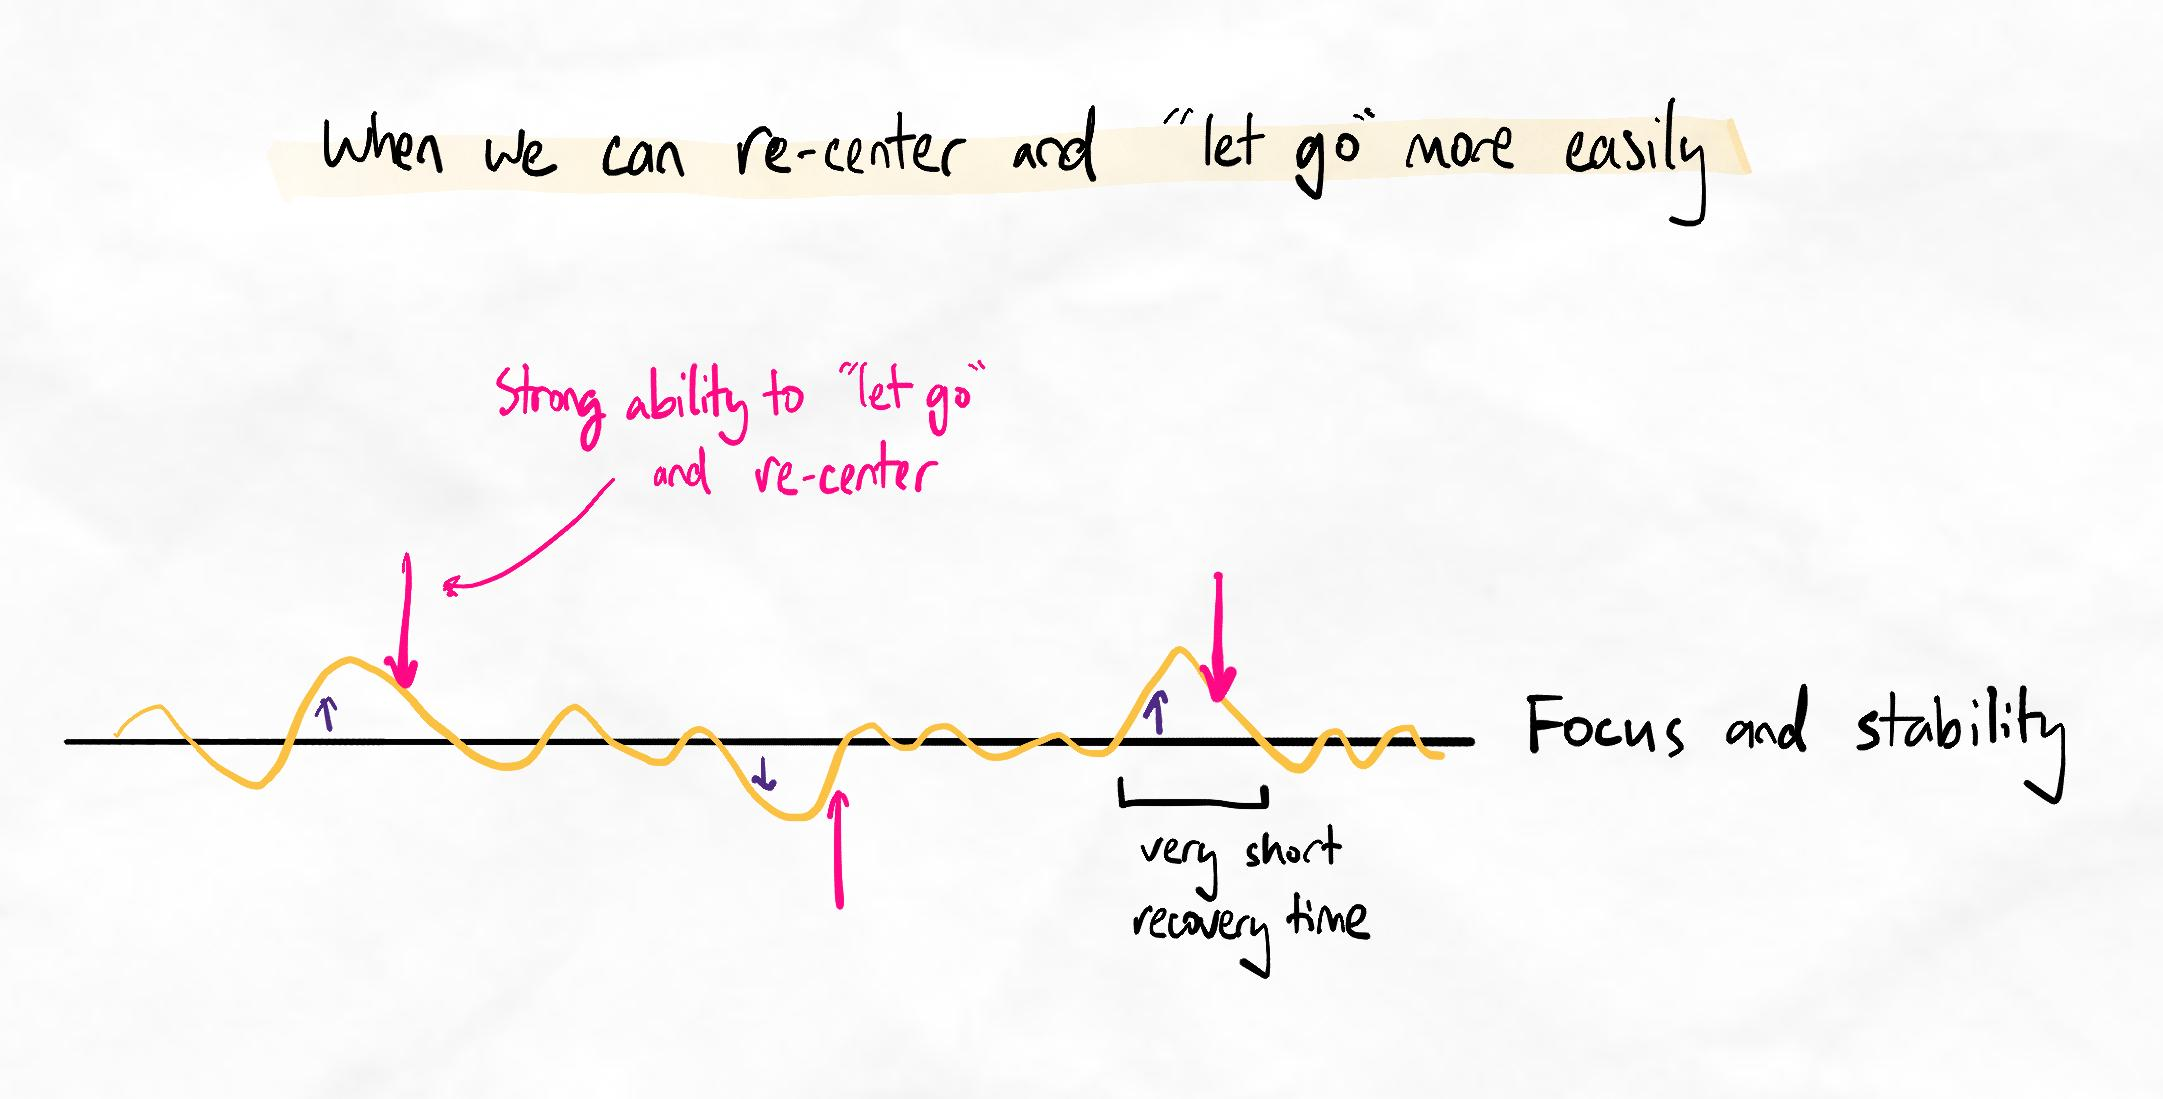 When we can re-center and "let go" more easily
Strong ability to "let go"
and re-center
Focus and stability
very short
recovery time